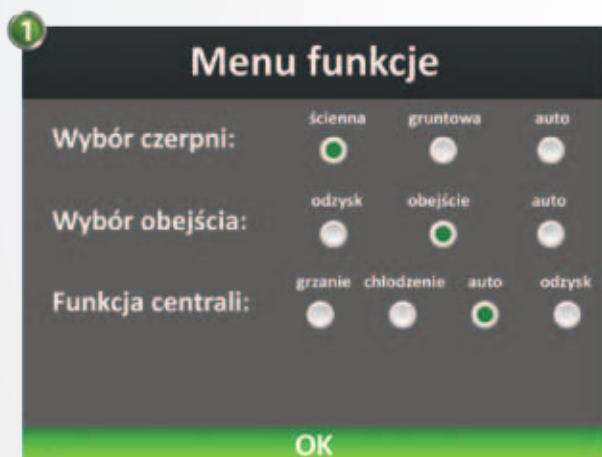 1
Menu funkcje
ścienna gruntowa auto
Wybór czerpni:
odzysk obejście auto
Wybór obejścia:
grzanie chłodzenie auto odzysk
Funkcja centrali:
OK